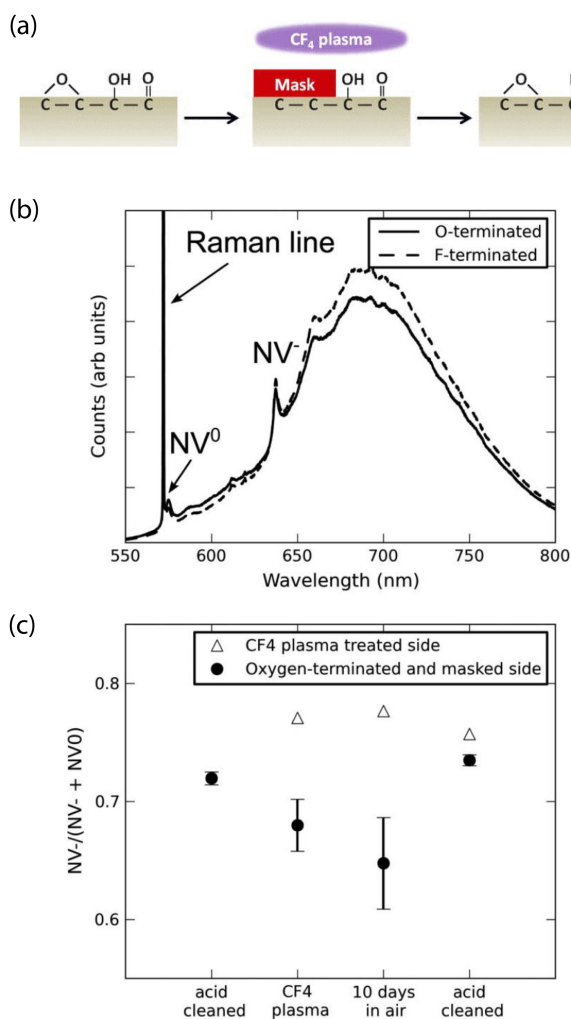 (a)
CF₄ plasma
O OH O
C — C — C — C
Mask OH O
C — C — C — C
O
C — C — C
(b)
Counts (arb units)
O-terminated
F-terminated
Raman line
NV⁻
NV⁰
550 600 650 700 750 800
Wavelength (nm)
(c)
NV-/(NV- + NV0)
CF4 plasma treated side
Oxygen-terminated and masked side
0.8
0.7
0.6
acid cleaned
CF4 plasma
10 days in air
acid cleaned